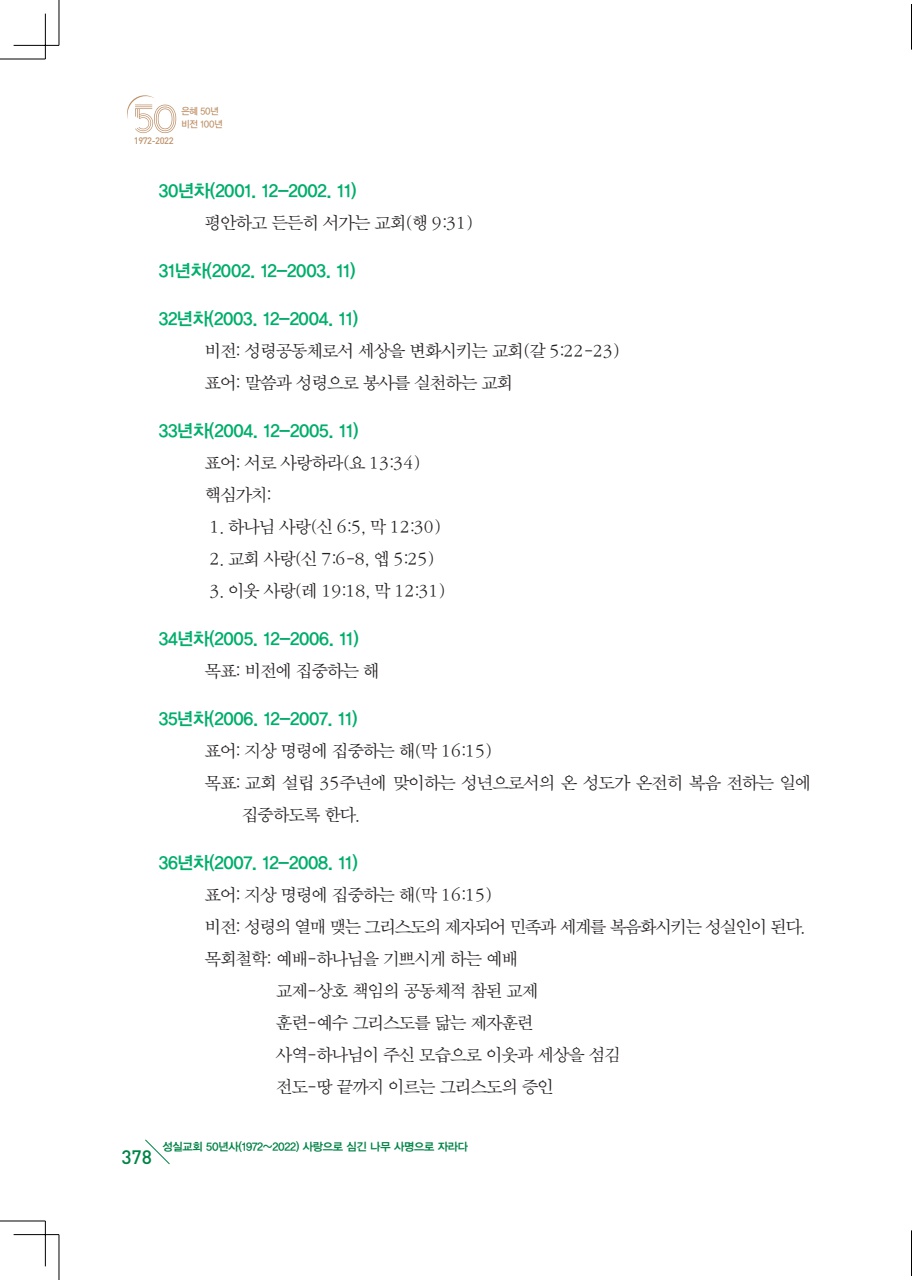 50
은혜 50년
비전 100년
1972-2022
30년차(2001. 12–2002. 11)
평안하고 든든히 서가는 교회(행 9:31)
31년차(2002. 12–2003. 11)
32년차(2003. 12–2004. 11)
비전: 성령공동체로서 세상을 변화시키는 교회(갈 5:22-23)
표어: 말씀과 성령으로 봉사를 실천하는 교회
33년차(2004. 12–2005. 11)
표어: 서로 사랑하라(요 13:34)
핵심가치:
1. 하나님 사랑(신 6:5, 막 12:30)
2. 교회 사랑(신 7:6-8, 엡 5:25)
3. 이웃 사랑(레 19:18, 막 12:31)
34년차(2005. 12–2006. 11)
목표: 비전에 집중하는 해
35년차(2006. 12–2007. 11)
표어: 지상 명령에 집중하는 해(막 16:15)
목표: 교회 설립 35주년에 맞이하는 성년으로서의 온 성도가 온전히 복음 전하는 일에
집중하도록 한다.
36년차(2007. 12–2008. 11)
표어: 지상 명령에 집중하는 해(막 16:15)
비전: 성령의 열매 맺는 그리스도의 제자되어 민족과 세계를 복음화시키는 성실인이 된다.
목회철학: 예배-하나님을 기쁘시게 하는 예배
교제-상호 책임의 공동체적 참된 교제
훈련-예수 그리스도를 닮는 제자훈련
사역-하나님이 주신 모습으로 이웃과 세상을 섬김
전도-땅 끝까지 이르는 그리스도의 증인
378 성실교회 50년사(1972~2022) 사랑으로 심긴 나무 사명으로 자라다